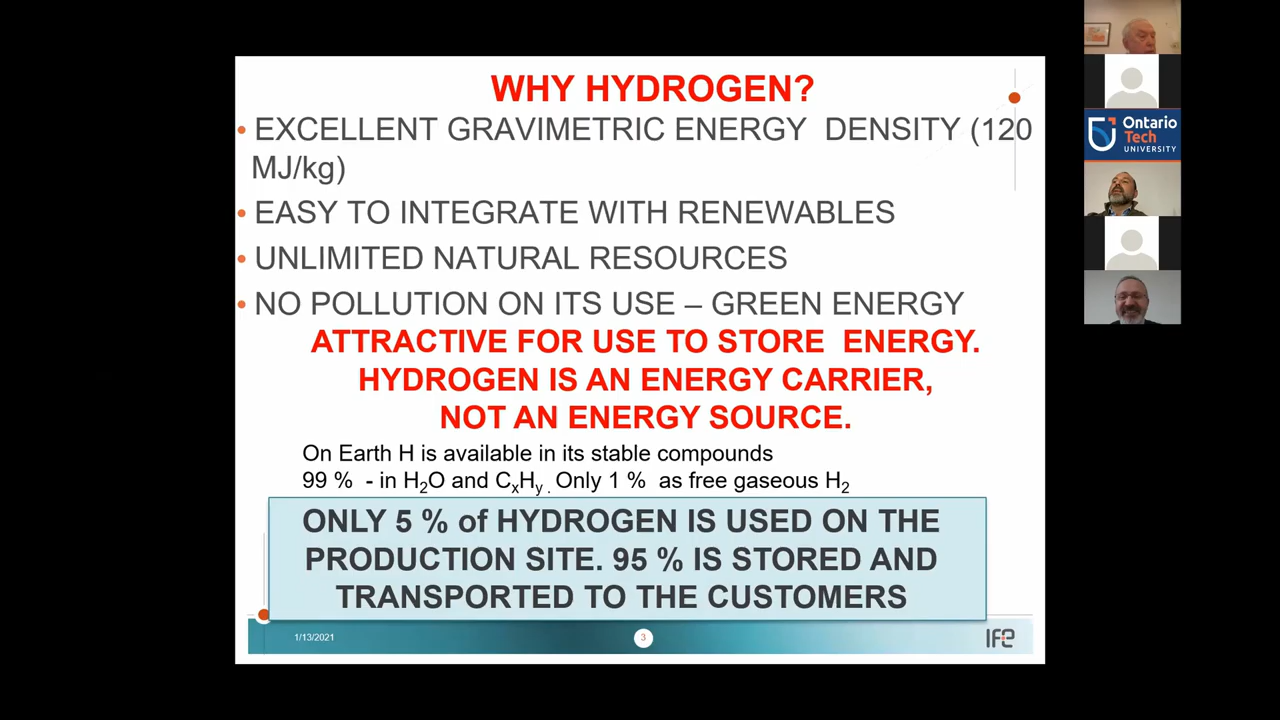 WHY HYDROGEN?
• EXCELLENT GRAVIMETRIC ENERGY DENSITY (120
MJ/kg)
• EASY TO INTEGRATE WITH RENEWABLES
• UNLIMITED NATURAL RESOURCES
• NO POLLUTION ON ITS USE – GREEN ENERGY
ATTRACTIVE FOR USE TO STORE ENERGY.
HYDROGEN IS AN ENERGY CARRIER,
NOT AN ENERGY SOURCE.
On Earth H is available in its stable compounds
99 % - in H₂O and CₓHᵧ . Only 1 % as free gaseous H₂
ONLY 5 % of HYDROGEN IS USED ON THE
PRODUCTION SITE. 95 % IS STORED AND
TRANSPORTED TO THE CUSTOMERS
1/13/2021
3
IFE
Ontario
Tech
UNIVERSITY